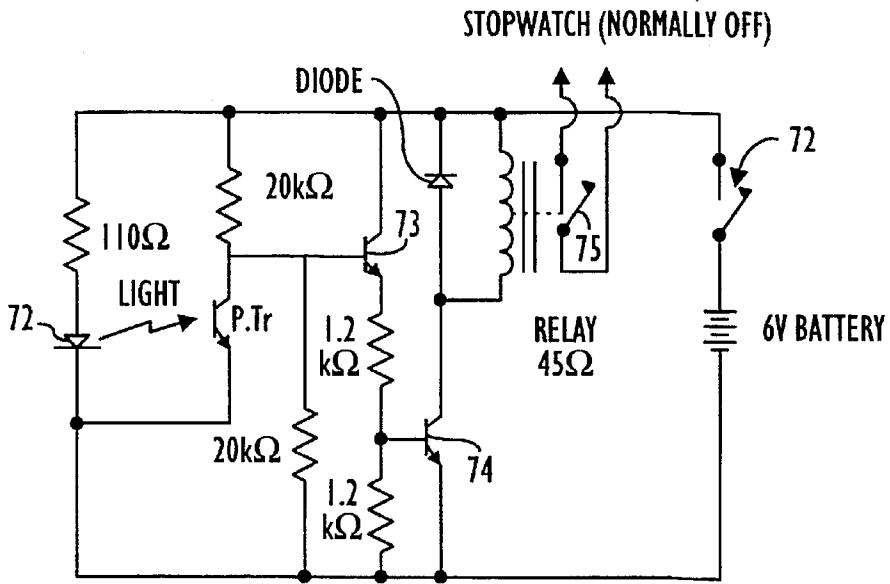 STOPWATCH (NORMALLY OFF)
DIODE
72
20kΩ
73
110Ω
75
LIGHT
72
P.Tr
1.2
kΩ
RELAY
45Ω
6V BATTERY
20kΩ
74
1.2
kΩ